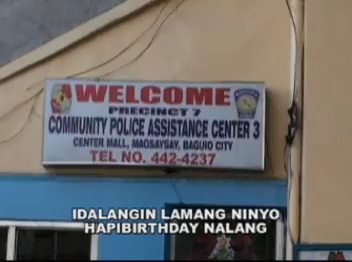 WELCOME
PRECINCT 7
COMMUNITY POLICE ASSISTANCE CENTER 3
CENTER MALL, MAGSAYSAY, BAGUIO CITY
TEL NO. 442-4237
IDALANGIN LAMANG NINYO
HAPIBIRTHDAY NALANG